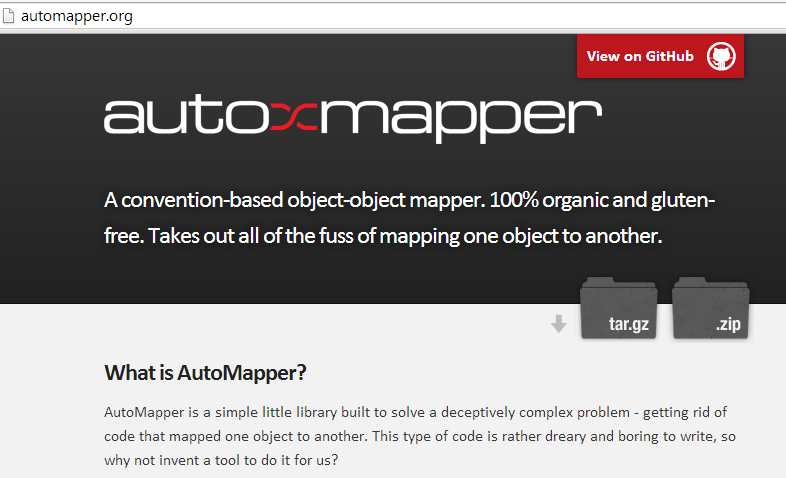 automapper.org
View on GitHub
automapper
A convention-based object-object mapper. 100% organic and gluten-
free. Takes out all of the fuss of mapping one object to another.
tar.gz
.zip
What is AutoMapper?
AutoMapper is a simple little library built to solve a deceptively complex problem - getting rid of
code that mapped one object to another. This type of code is rather dreary and boring to write, so
why not invent a tool to do it for us?